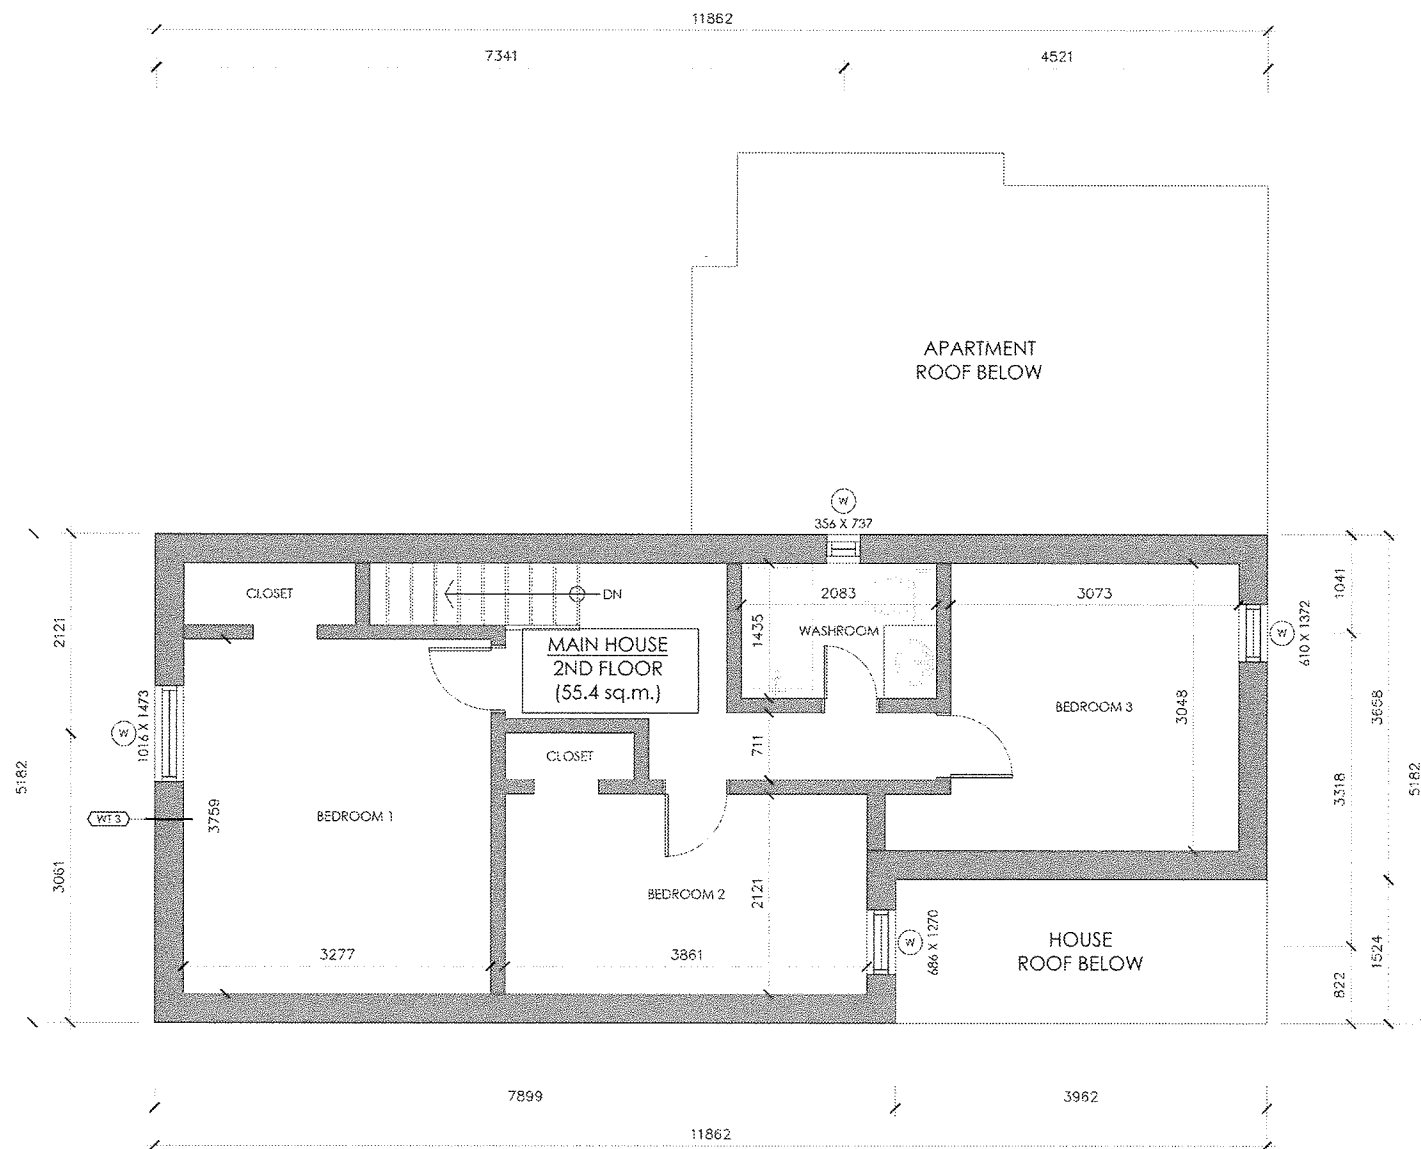 11862
7341
4521
APARTMENT
ROOF BELOW
W
356 X 737
CLOSET
DN
2083
3073
1041
2121
MAIN HOUSE
2ND FLOOR
(55.4 sq.m.)
1435
WASHROOM
W
610 X 1372
W
1016 X 1473
711
BEDROOM 3
3048
3658
CLOSET
5182
3318
5182
WT 3
3759
BEDROOM 1
3061
BEDROOM 2
2121
W
686 X 1270
HOUSE
ROOF BELOW
3277
3861
822
1524
7899
3962
11862